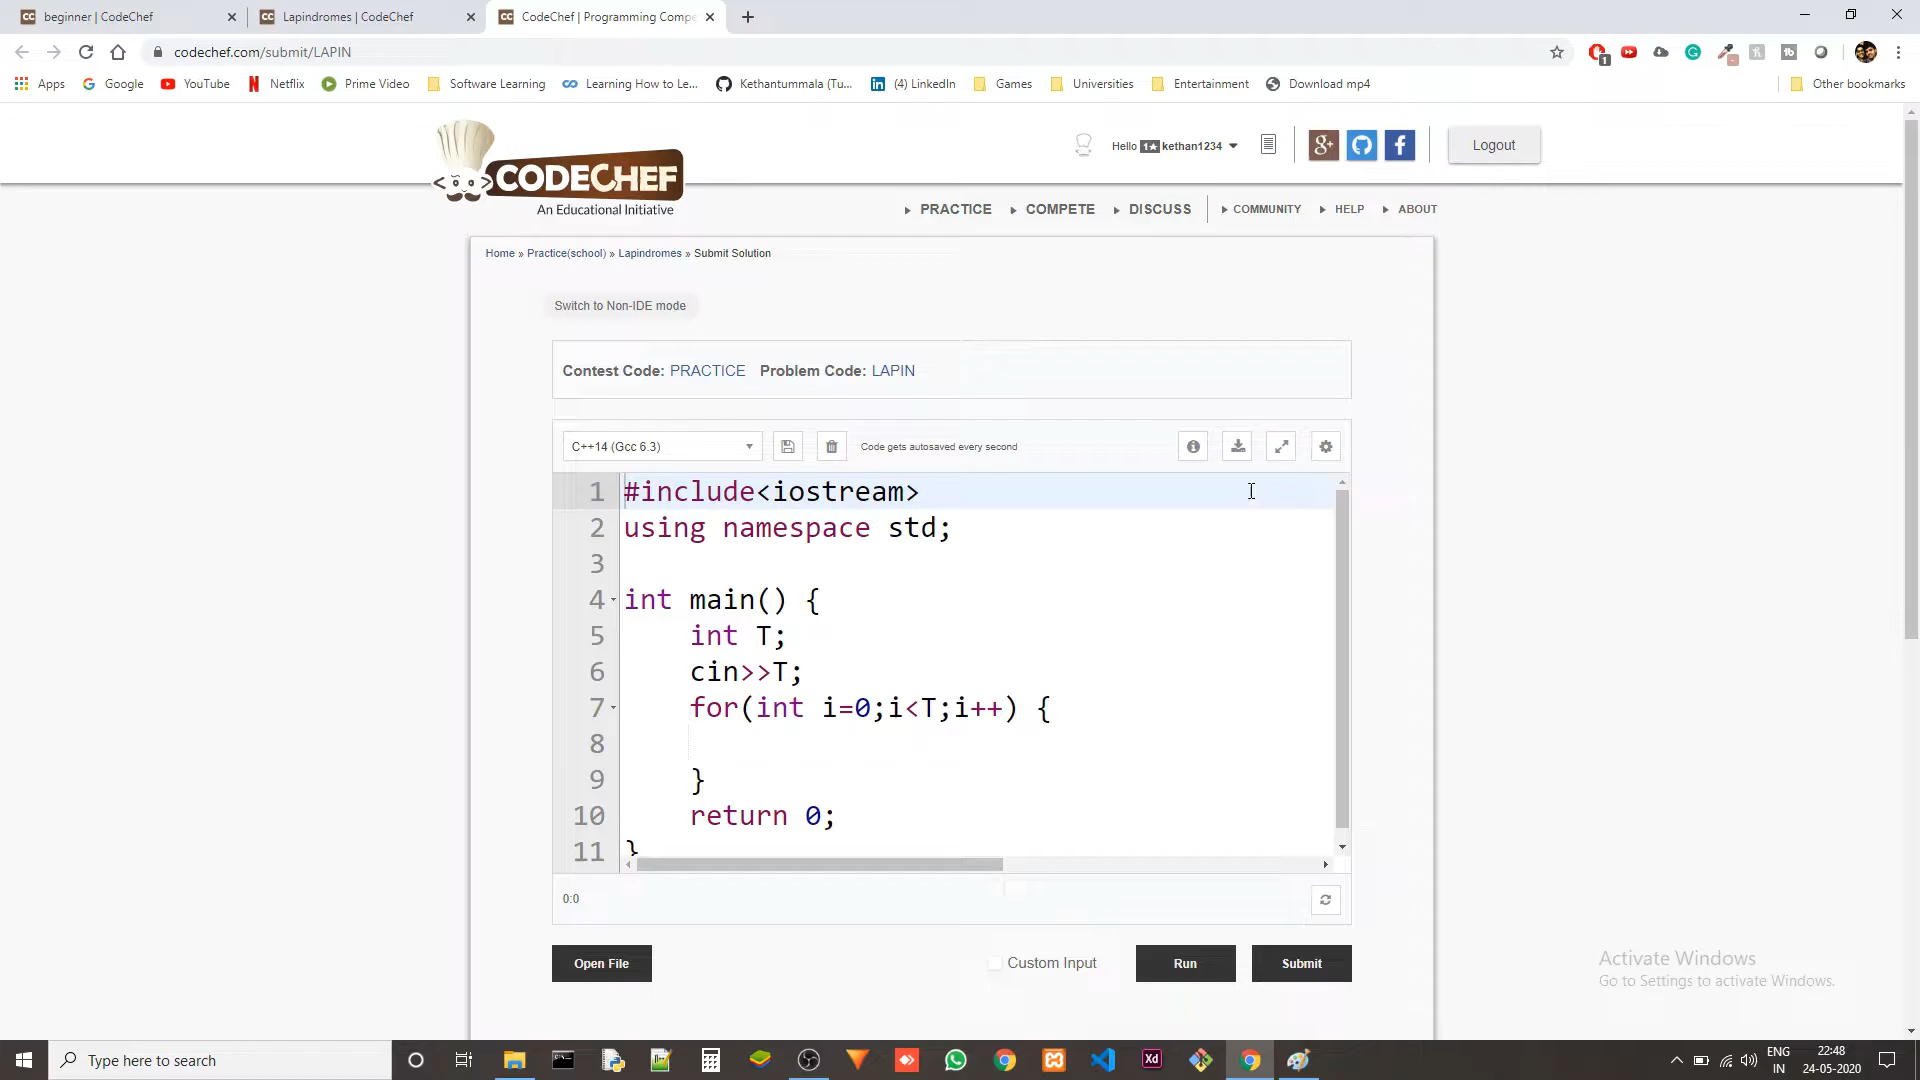 beginner | CodeChef
Lapindromes | CodeChef
CodeChef | Programming Compe
codechef.com/submit/LAPIN
1
Apps
Google
YouTube
Netflix
Prime Video
Software Learning
Learning How to Le...
Kethantummala (Tu...
(4) LinkedIn
Games
Universities
Entertainment
Download mp4
Other bookmarks
CODECHEF
An Educational Initiative
Hello 1★ kethan1234
Logout
PRACTICE
COMPETE
DISCUSS
COMMUNITY
HELP
ABOUT
Home » Practice(school) » Lapindromes » Submit Solution
Switch to Non-IDE mode
Contest Code: PRACTICE Problem Code: LAPIN
C++14 (Gcc 6.3)
Code gets autosaved every second
1 #include<iostream>
2 using namespace std;
3
4 int main() {
5 int T;
6 cin>>T;
7 for(int i=0;i<T;i++) {
8
9 }
10 return 0;
11 }
0:0
Open File
Custom Input
Run
Submit
Activate Windows
Go to Settings to activate Windows.
Type here to search
Xd
ENG
IN
22:48
24-05-2020